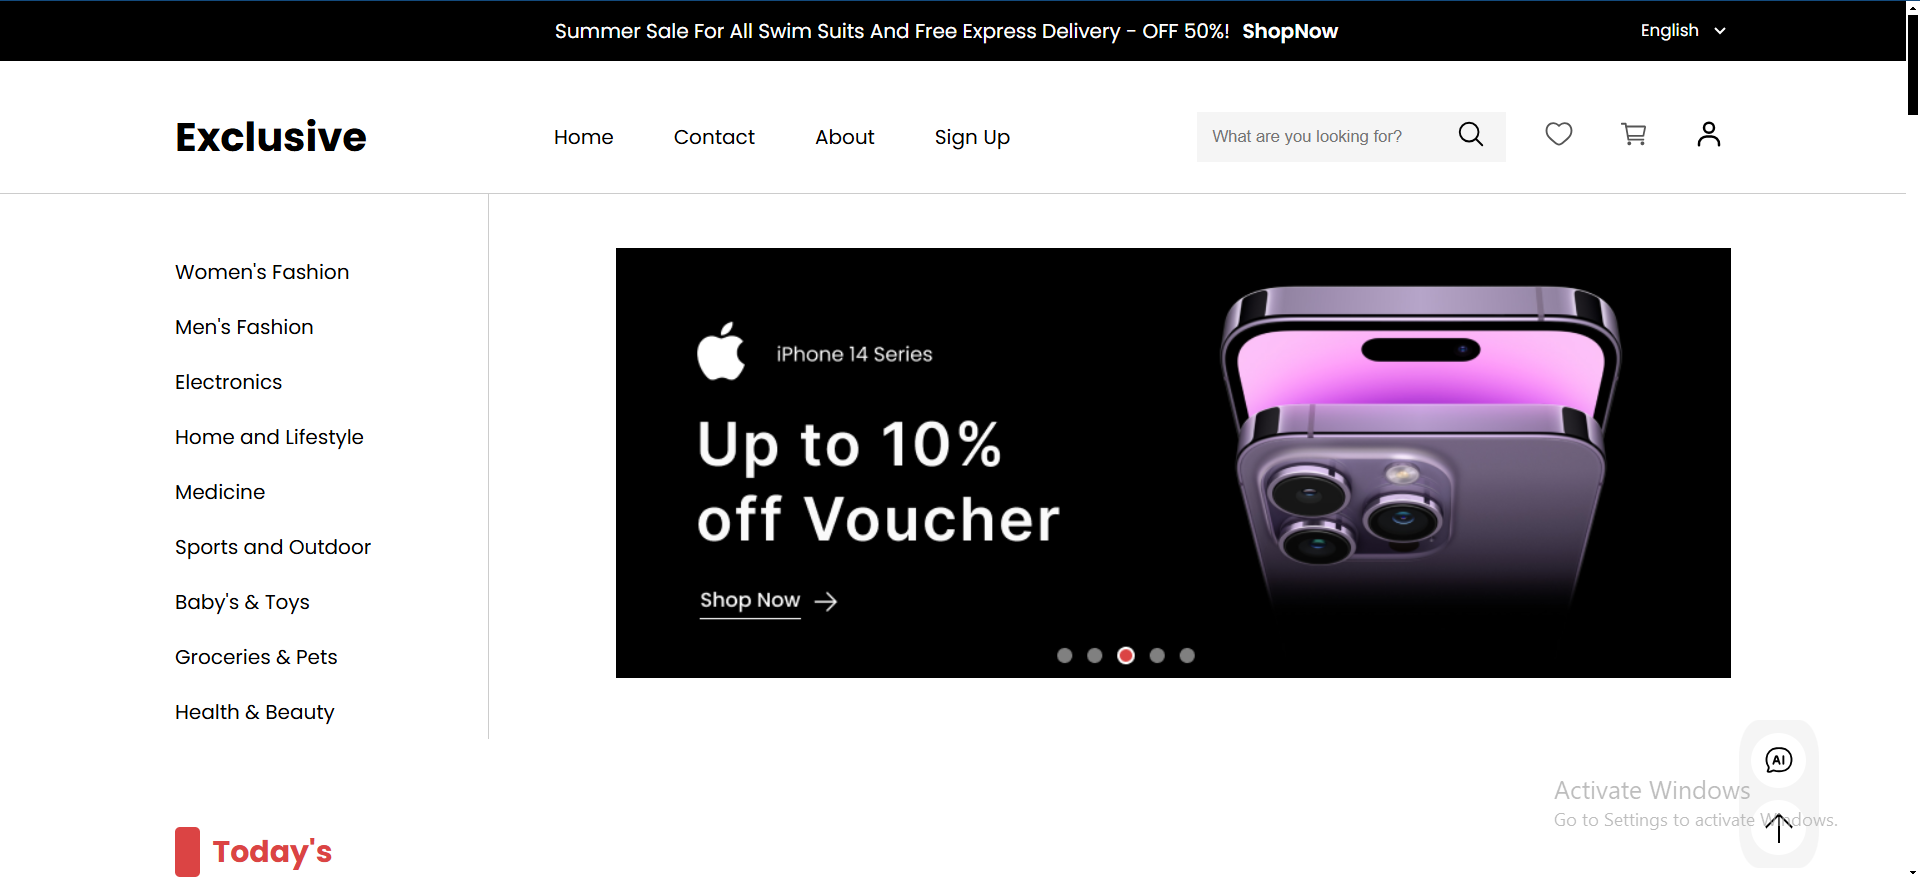 Summer Sale For All Swim Suits And Free Express Delivery - OFF 50%! ShopNow
English
Exclusive
Home
Contact
About
Sign Up
What are you looking for?
Women's Fashion
Men's Fashion
Electronics
Home and Lifestyle
Medicine
Sports and Outdoor
Baby's & Toys
Groceries & Pets
Health & Beauty
iPhone 14 Series
Up to 10%
off Voucher
Shop Now
AI
Activate Windows
Go to Settings to activate Windows.
Today's